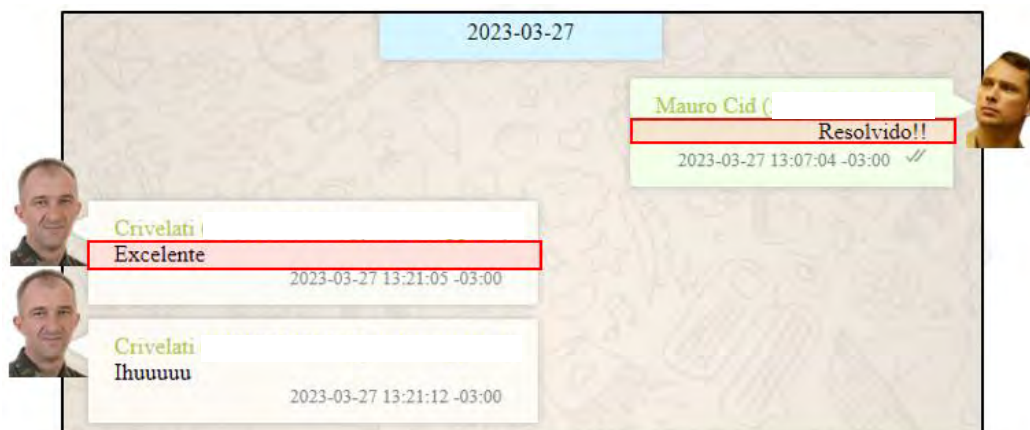 2023-03-27
Mauro Cid (
Resolvido!!
2023-03-27 13:07:04 -03:00
Crivelati (
Excelente
2023-03-27 13:21:05 -03:00
Crivelati
Ihuuuuu
2023-03-27 13:21:12 -03:00